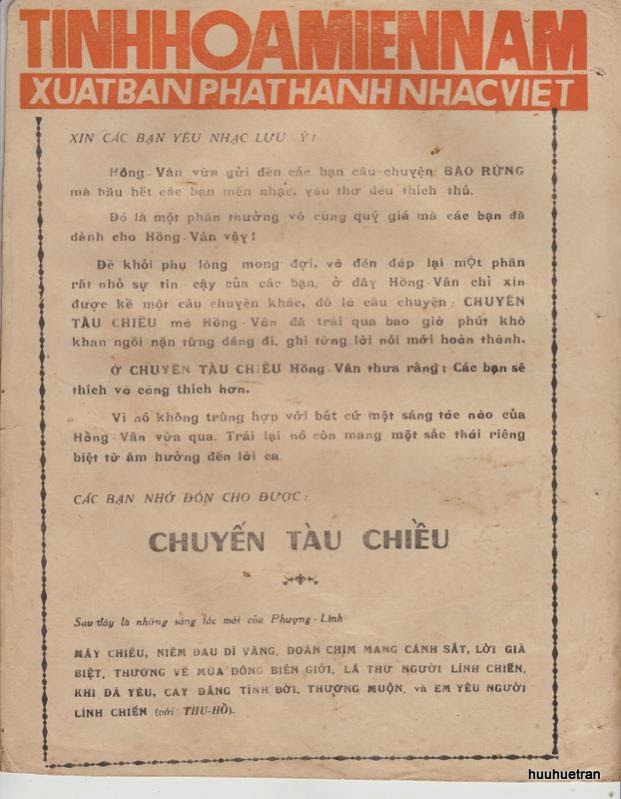 TINHHOAMIENNAM
XUATBAN PHATHANH NHACVIET
XIN CÁC BẠN YÊU NHẠC LƯU Ý!
Hồng-Vân vừa gửi đến các bạn câu chuyện BÃO RỪNG
mà hầu hết các bạn mến nhạc, yêu thơ đều thích thú.
Đó là một phần thưởng vô cùng quý giá mà các bạn đã
dành cho Hồng-Vân vậy!
Để khỏi phụ lòng mong đợi, và đền đáp lại một phần
rất nhỏ sự tin cậy của các bạn, ở đây Hồng-Vân chỉ xin
được kể một câu chuyện khác, đó là câu chuyện: CHUYẾN
TÀU CHIỀU mà Hồng-Vân đã trải qua bao giờ phút khô
khan ngồi nặn từng dáng đi, ghi từng lời nói mới hoàn thành.
Ở CHUYẾN TÀU CHIỀU Hồng-Vân thưa rằng: Các bạn sẽ
thích và càng thích hơn.
Vì nó không trùng hợp với bất cứ một sáng tác nào của
Hồng-Vân vừa qua. Trái lại nó còn mang một sắc thái riêng
biệt từ âm hưởng đến lời ca
CÁC BẠN NHỚ ĐÓN CHO ĐƯỢC:
CHUYẾN TÀU CHIỀU
Sau đây là những sáng tác mới của Phượng-Linh
MÂY CHIỀU, NIỀM ĐAU DĨ VÃNG, ĐOÀN CHIM MANG CÁNH SẮT, LỜI GIÃ
BIỆT, THƯƠNG VỀ MÙA ĐÔNG BIÊN GIỚI, LÁ THƯ NGƯỜI LÍNH CHIẾN,
KHI ĐÃ YÊU, CAY ĐẮNG TÌNH ĐỜI, THƯƠNG MUỘN, và EM YÊU NGƯỜI
LÍNH CHIẾN (với THU-HỒ).
huuhuetran